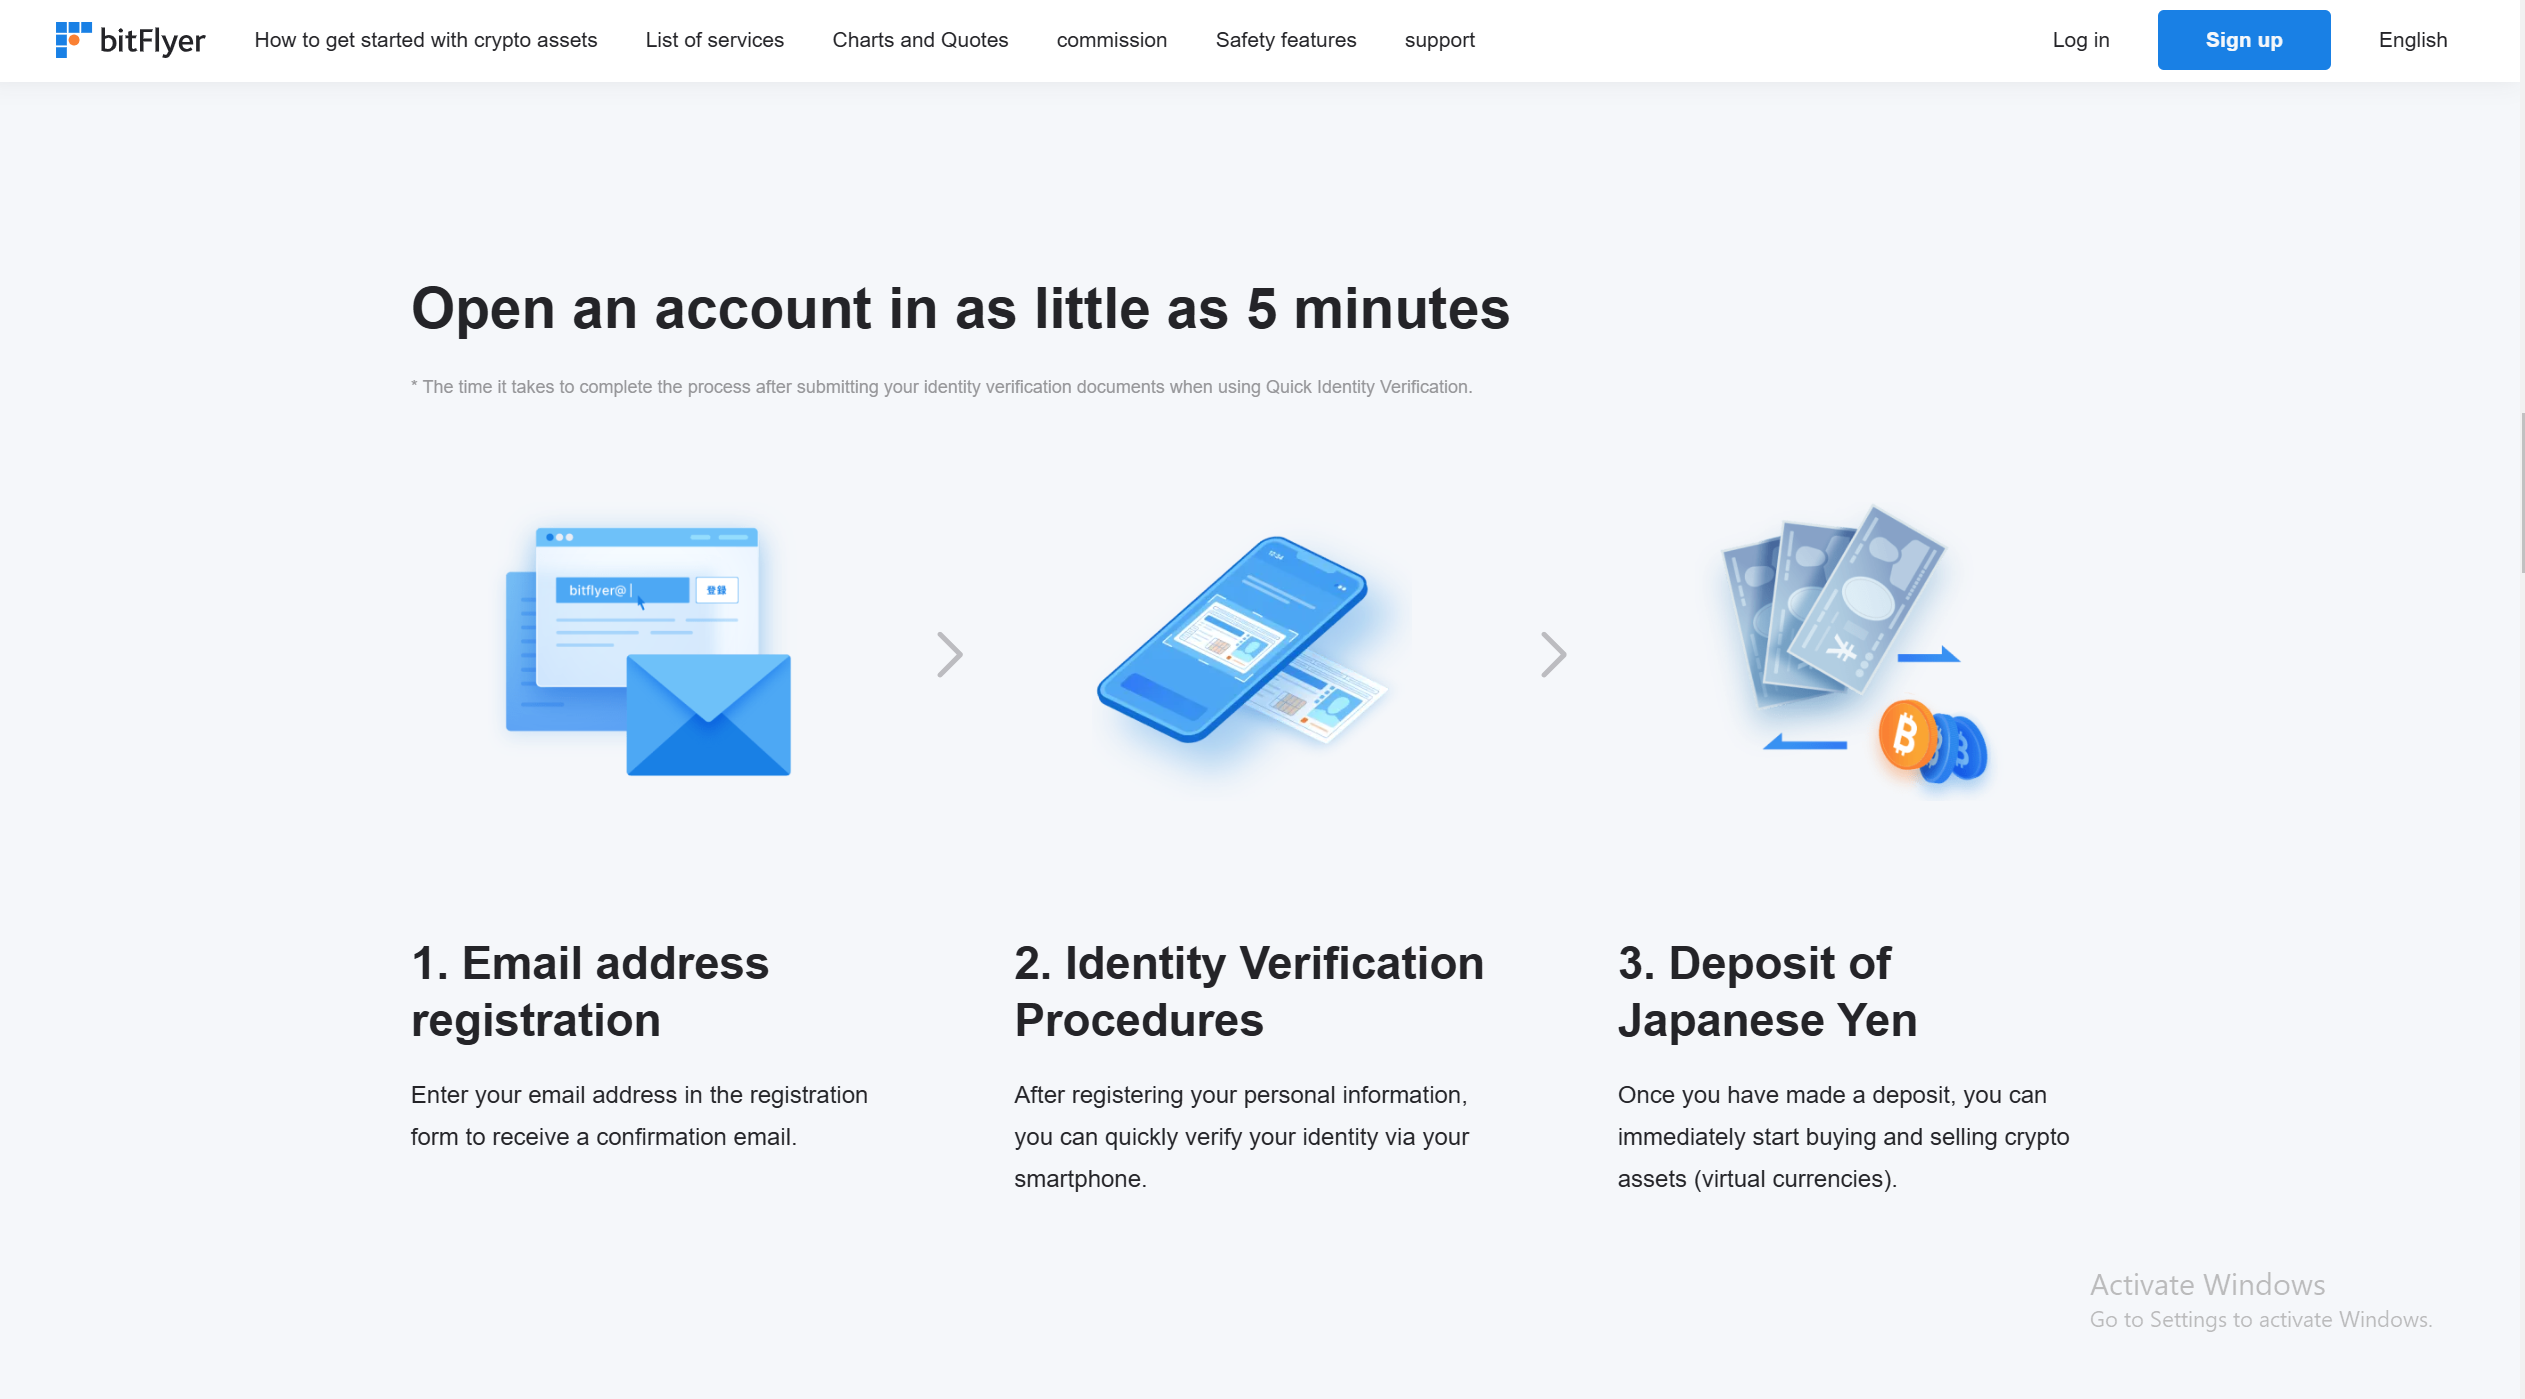 bitFlyer
How to get started with crypto assets
List of services
Charts and Quotes
commission
Safety features
support
Log in
Sign up
English
Open an account in as little as 5 minutes
* The time it takes to complete the process after submitting your identity verification documents when using Quick Identity Verification.
bitflyer@
登録
12:34
¥
1. Email address
registration
Enter your email address in the registration
form to receive a confirmation email.
2. Identity Verification
Procedures
After registering your personal information,
you can quickly verify your identity via your
smartphone.
3. Deposit of
Japanese Yen
Once you have made a deposit, you can
immediately start buying and selling crypto
assets (virtual currencies).
Activate Windows
Go to Settings to activate Windows.